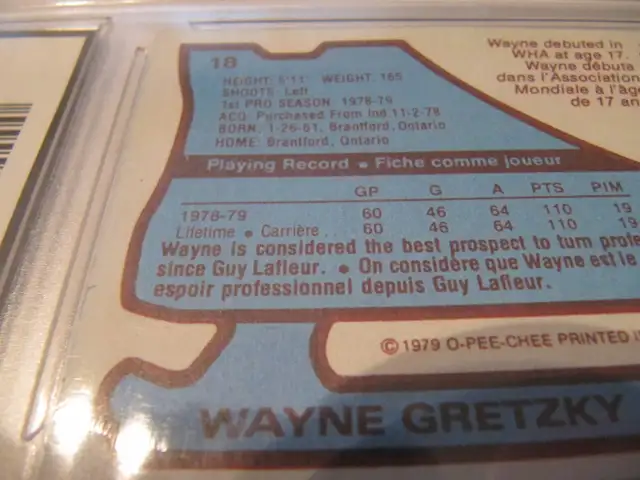 18
HEIGHT: 5'11" WEIGHT: 165
SHOOTS: Left
1st PRO SEASON: 1978-79
ACQ: Purchased From Ind 11-2-78
BORN: 1-26-61, Brantford, Ontario
HOME: Brantford, Ontario
Wayne debuted in
WHA at age 17.
Wayne débuta
dans l'Association
Mondiale à l'âge
de 17 an
Playing Record • Fiche comme joueur
GP G A PTS PIM
1978-79 60 46 64 110 19
Lifetime • Carrière 60 46 64 110 19
Wayne is considered the best prospect to turn profe
since Guy Lafleur. • On considère que Wayne est le
espoir professionnel depuis Guy Lafleur.
© 1979 O-PEE-CHEE PRINTED I
WAYNE GRETZKY